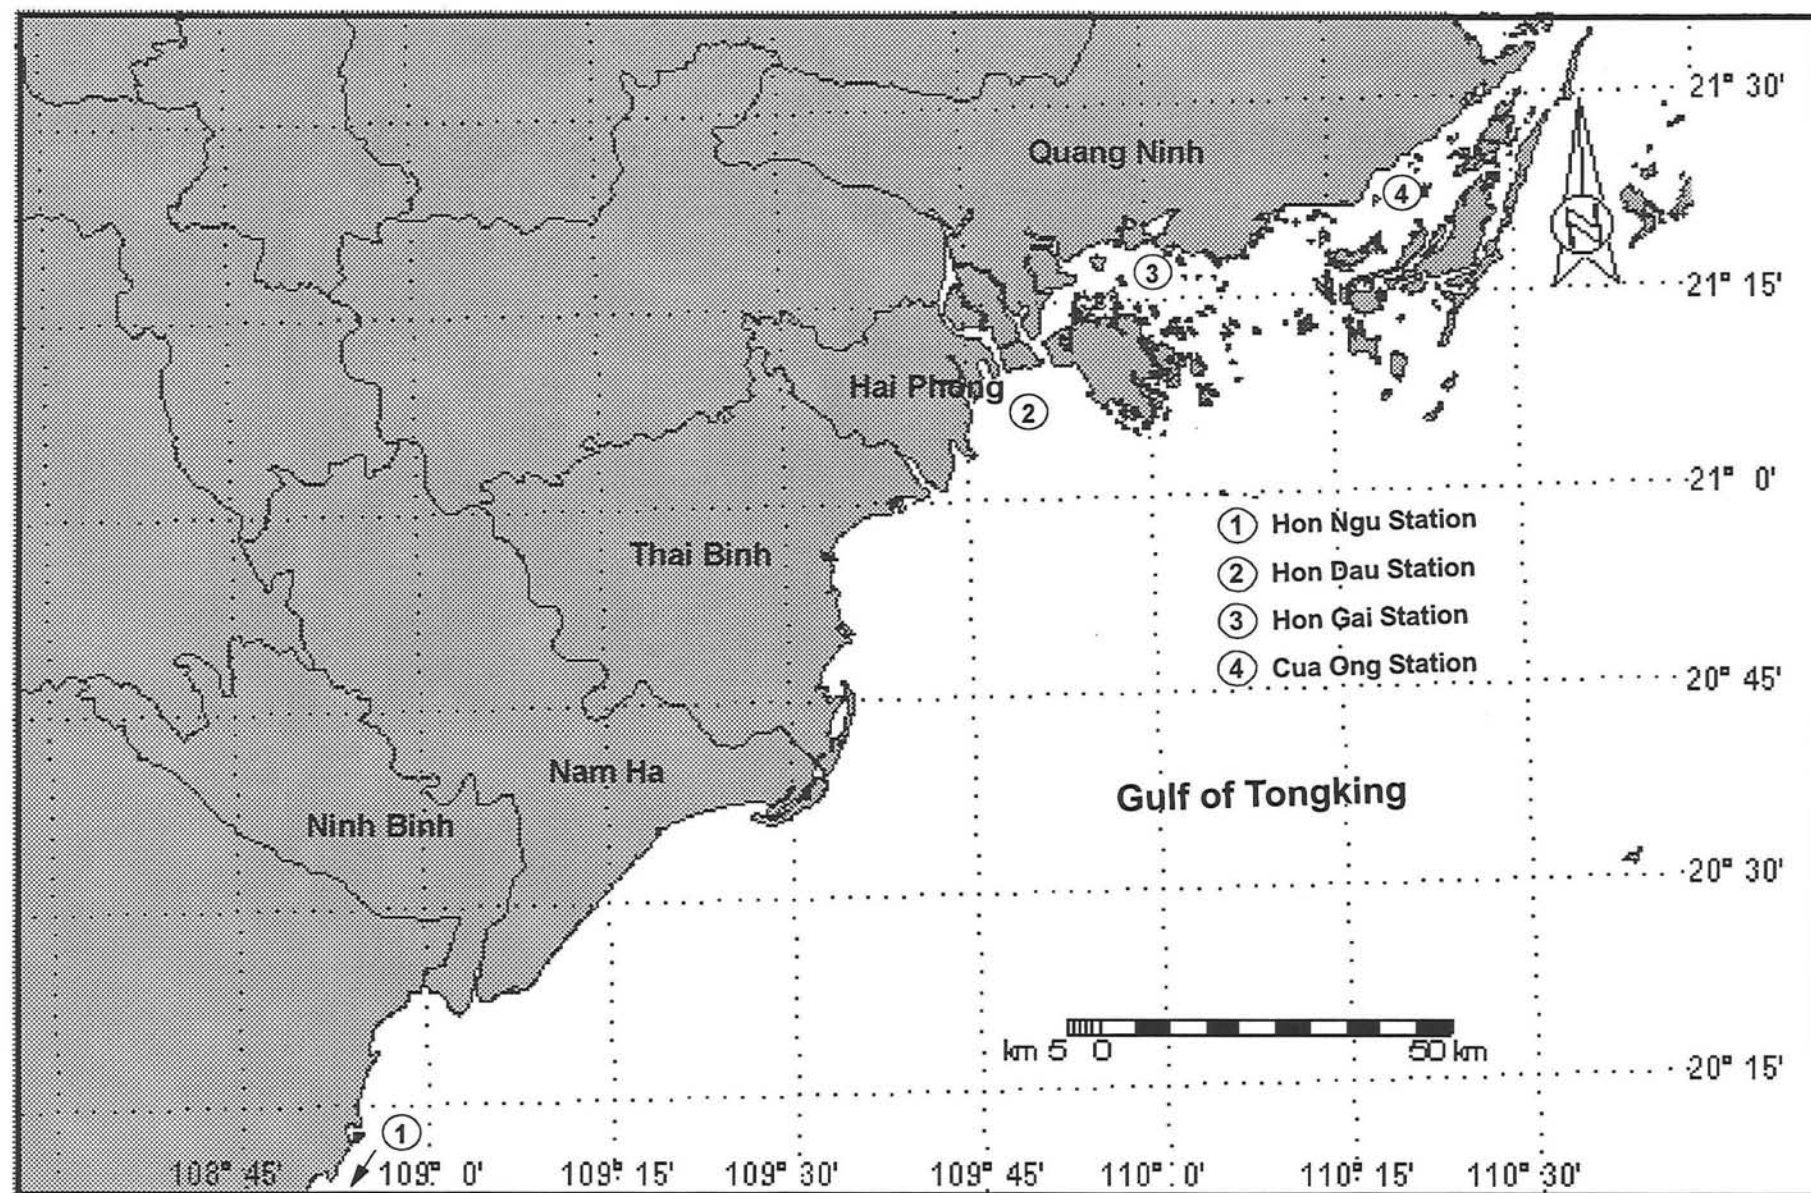 21° 30'
Quang Ninh
4
N
3
21° 15'
Hai Phong
2
21° 0'
1 Hon Ngu Station
Thai Binh
2 Hon Dau Station
3 Hon Gai Station
4 Cua Ong Station
20° 45'
Nam Ha
Gulf of Tongking
Ninh Binh
20° 30'
km 5 0 50 km
20° 15'
1
108° 45' 109° 0' 109° 15' 109° 30' 109° 45' 110° 0' 110° 15' 110° 30'